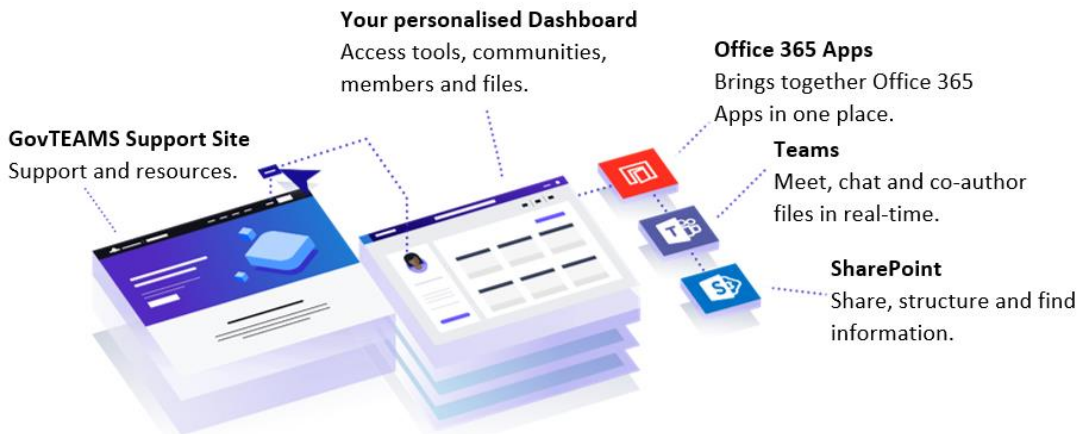 Your personalised Dashboard
Access tools, communities,
members and files.
Office 365 Apps
Brings together Office 365
Apps in one place.
GovTEAMS Support Site
Support and resources.
Teams
Meet, chat and co-author
files in real-time.
T
SharePoint
Share, structure and find
information.
S